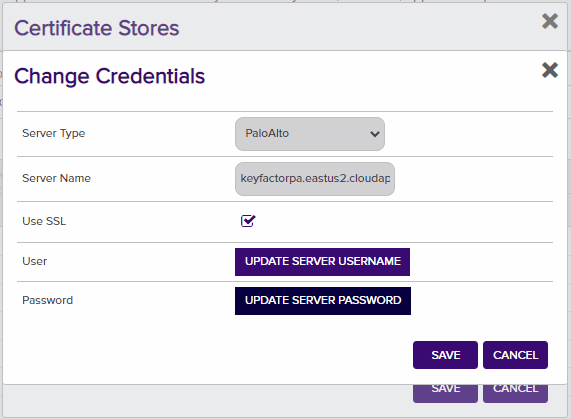 Certificate Stores
Change Credentials
Server Type PaloAlto
Server Name keyfactorpa.eastus2.cloudap
Use SSL
User UPDATE SERVER USERNAME
Password UPDATE SERVER PASSWORD
SAVE CANCEL
SAVE CANCEL